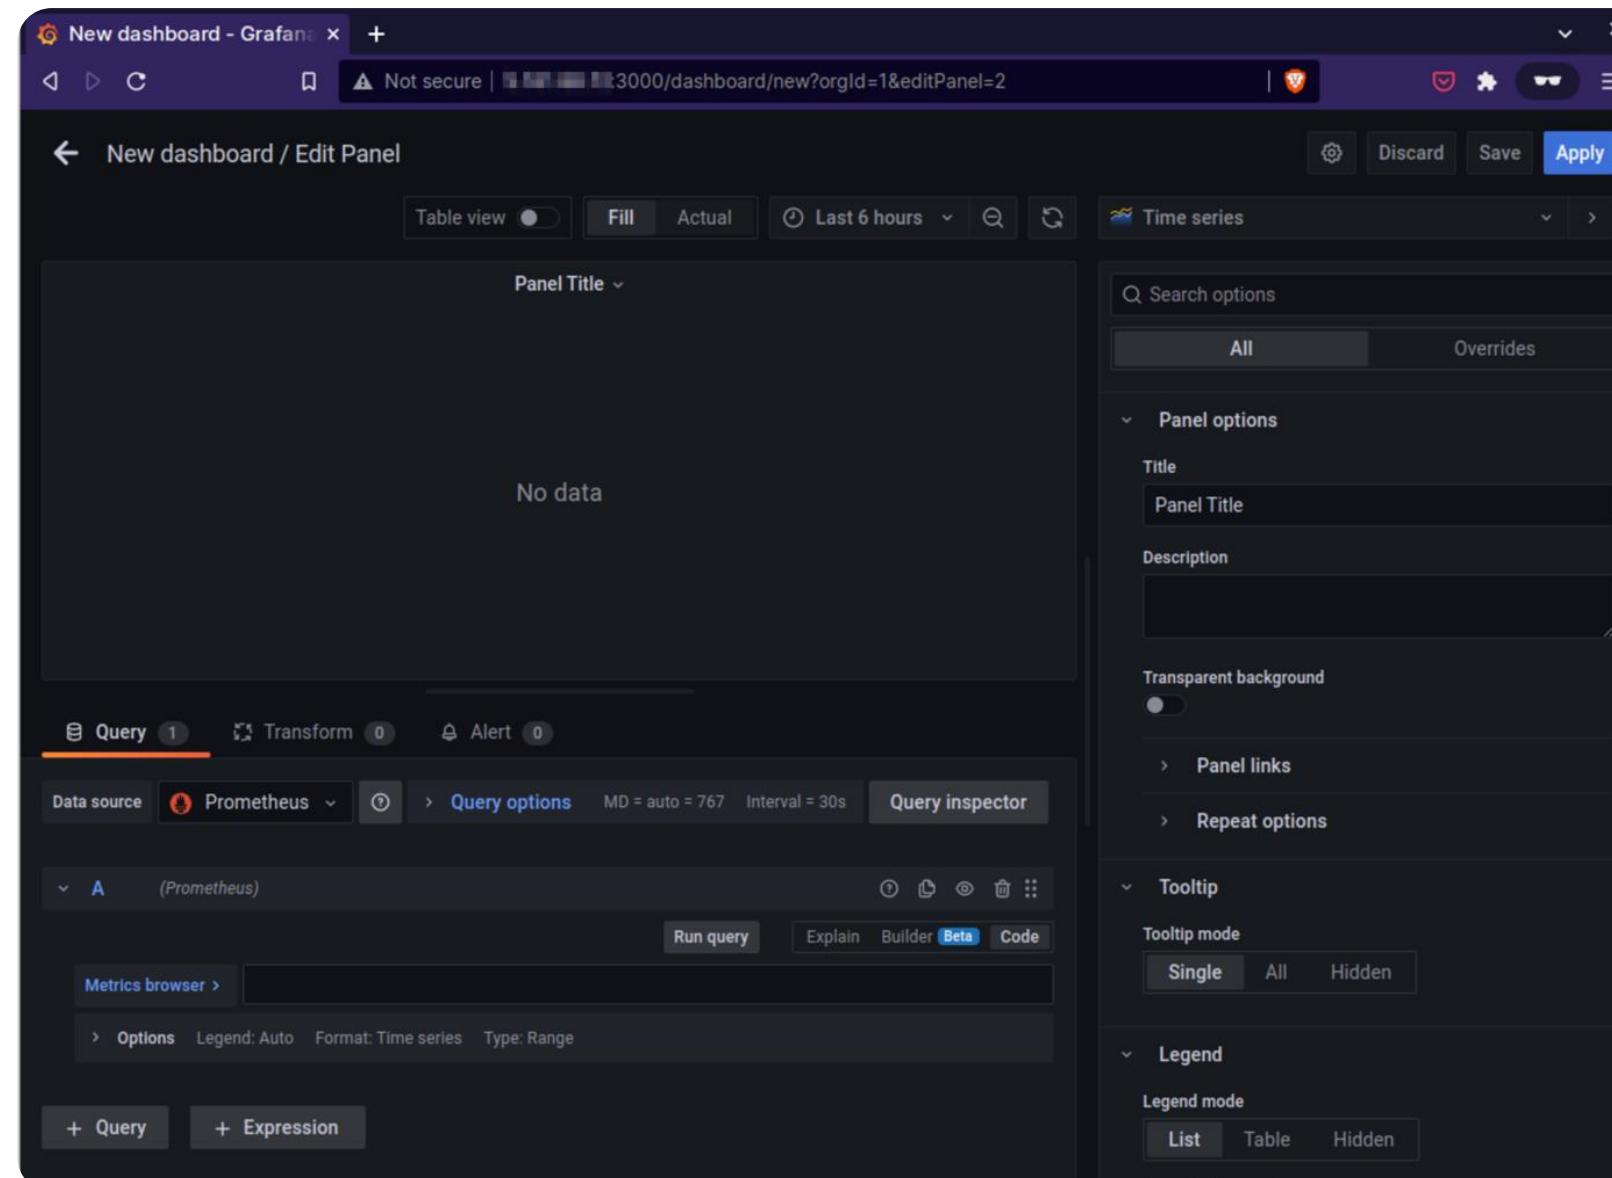 New dashboard - Grafana
Not secure :3000/dashboard/new?orgId=1&editPanel=2
New dashboard / Edit Panel Discard Save Apply
Table view Fill Actual Last 6 hours Time series
Panel Title
Search options
All Overrides
Panel options
Title
No data
Panel Title
Description
Transparent background
Query 1 Transform 0 Alert 0
Panel links
Data source Prometheus Query options MD = auto = 767 Interval = 30s Query inspector
Repeat options
A (Prometheus)
Tooltip
Run query Explain Builder Beta Code
Tooltip mode
Single All Hidden
Metrics browser >
Options Legend: Auto Format: Time series Type: Range
Legend
Legend mode
+ Query + Expression
List Table Hidden